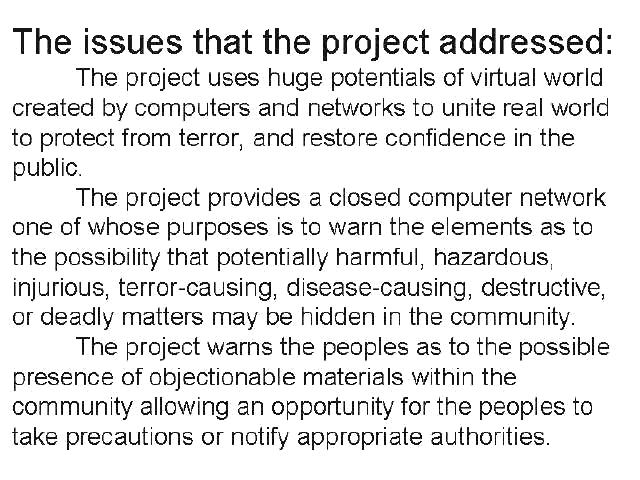 The issues that the project addressed:
The project uses huge potentials of virtual world
created by computers and networks to unite real world
to protect from terror, and restore confidence in the
public.
The project provides a closed computer network
one of whose purposes is to warn the elements as to
the possibility that potentially harmful, hazardous,
injurious, terror-causing, disease-causing, destructive,
or deadly matters may be hidden in the community.
The project warns the peoples as to the possible
presence of objectionable materials within the
community allowing an opportunity for the peoples to
take precautions or notify appropriate authorities.